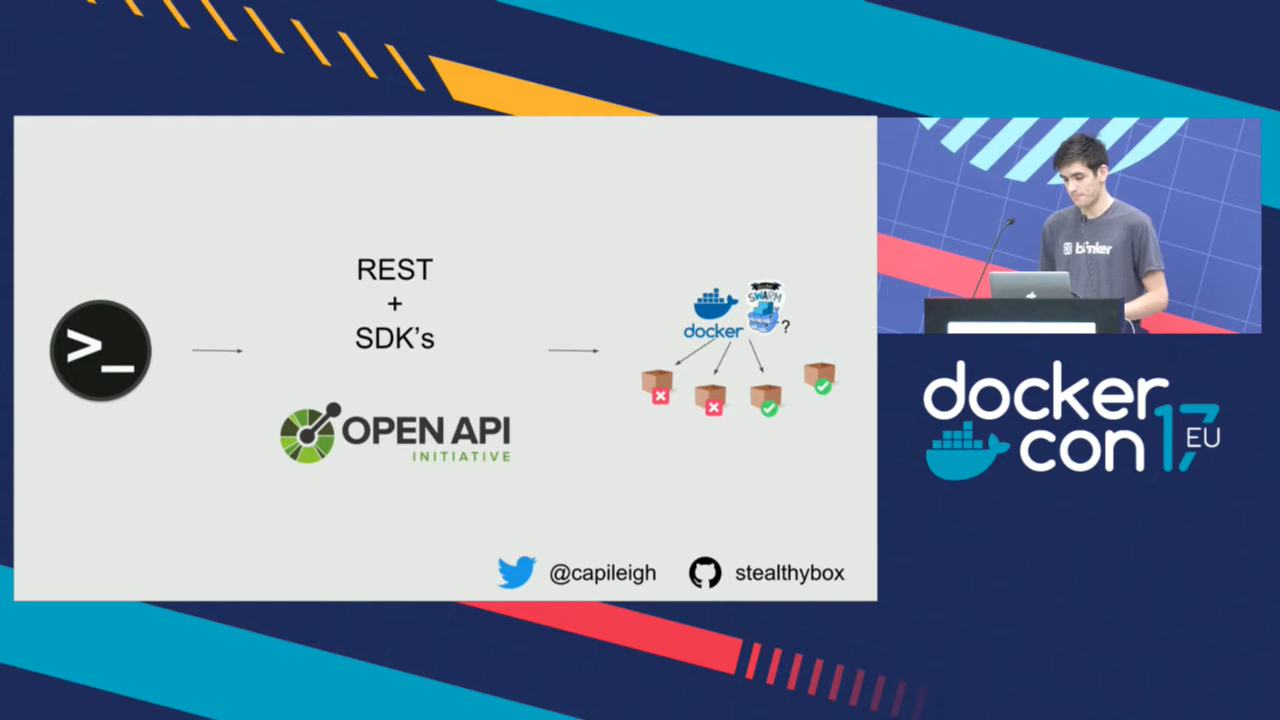 >_
REST
+
SDK's
OPEN API
INITIATIVE
docker
SWARM
?
@capileigh
stealthybox
docker
con 17 EU